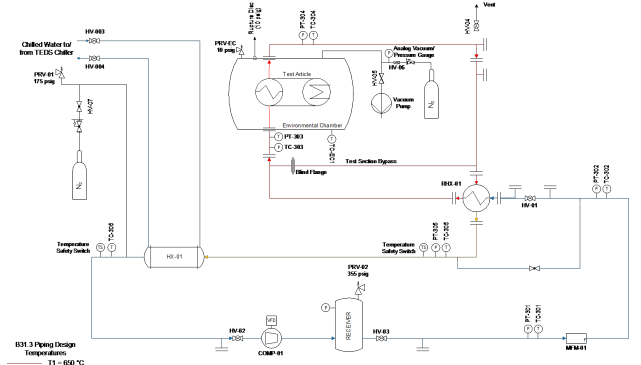 HV-003
Chilled Water to/
from TEDS Chiller
HV-004
PRV-01
175 psig
HV-07
N₂
PRV-EC
10 psig
Rupture Disc
(10 psig)
PT-304
TC-304
HV-04
Vent
Analog Vacuum/
Pressure Gauge
P
HV-06
HV-05
Vacuum
Pump
N₂
Test Article
Environmental Chamber
T
PT-303
P
TC-303
T
TC-601
Test Section Bypass
Blind Flange
RHX-01
HV-01
P
T
PT-302
TC-302
Temperature
Safety Switch
TS
T
TC-306
HX-01
Temperature
Safety Switch
TS
P
T
PT-305
TC-305
PRV-02
355 psig
P
RECEIVER
VFD
HV-02
COMP-01
HV-03
P
T
PT-301
TC-301
MFM-01
B31.3 Piping Design
Temperatures
T1 = 650 °C